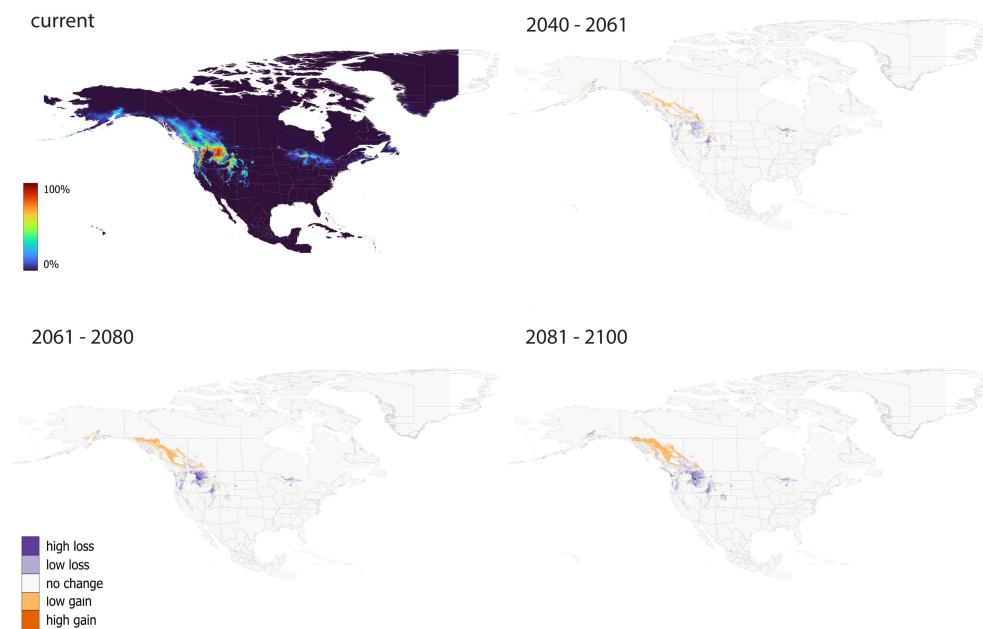 current
2040 - 2061
100%
0%
2061 - 2080
2081 - 2100
high loss
low loss
no change
low gain
high gain